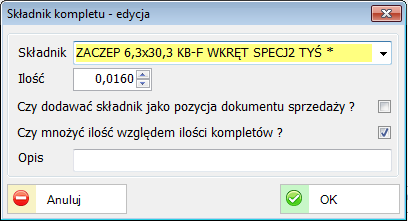 Składnik kompletu - edycja
Składnik ZACZEP 6,3x30,3 KB-F WKRĘT SPECJ2 TYŚ *
Ilość 0,0160
Czy dodawać składnik jako pozycja dokumentu sprzedaży ?
Czy mnożyć ilość względem ilości kompletów ?
Opis
Anuluj OK